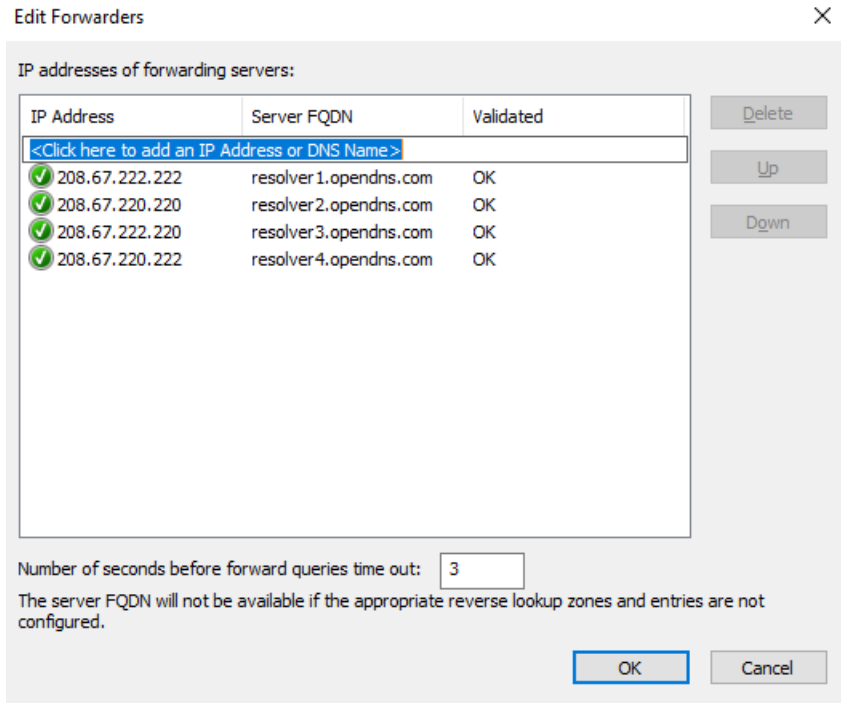 Edit Forwarders
IP addresses of forwarding servers:
IP Address Server FQDN Validated
Delete
<Click here to add an IP Address or DNS Name>
208.67.222.222 resolver1.opendns.com OK
Up
208.67.220.220 resolver2.opendns.com OK
208.67.222.220 resolver3.opendns.com OK
Down
208.67.220.222 resolver4.opendns.com OK
Number of seconds before forward queries time out: 3
The server FQDN will not be available if the appropriate reverse lookup zones and entries are not
configured.
OK Cancel